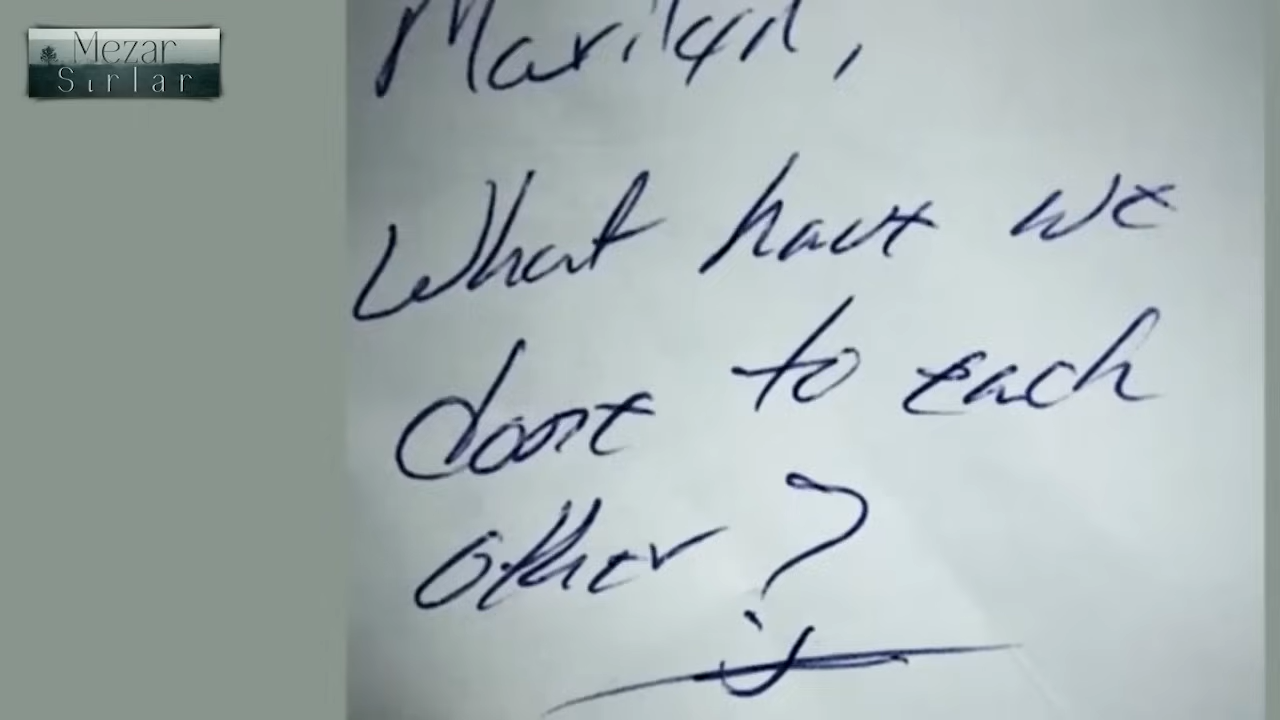 Mezar
Sırlar
Marilyn,
What have we
done to each
other?
J